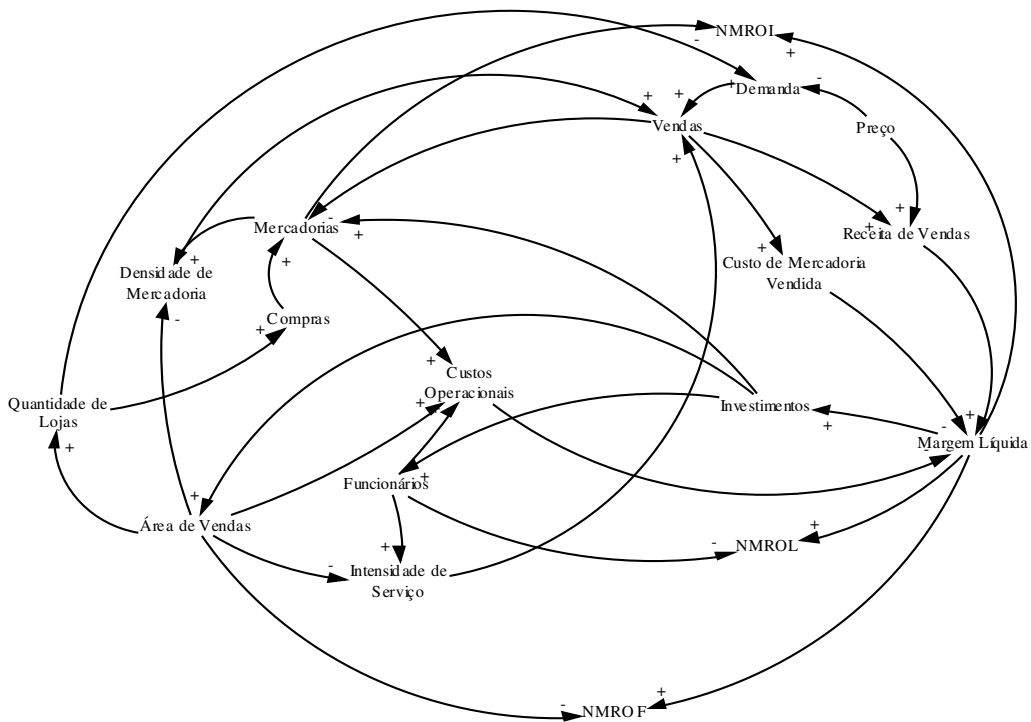 NMROI
Demanda
Vendas
Preço
Mercadorias
Receita de Vendas
Densidade de
Mercadoria
Custo de Mercadoria
Vendida
Compras
Custos
Operacionais
Quantidade de
Lojas
Investimentos
Margem Líquida
Funcionários
Área de Vendas
NMROL
Intensidade de
Serviço
NMROF